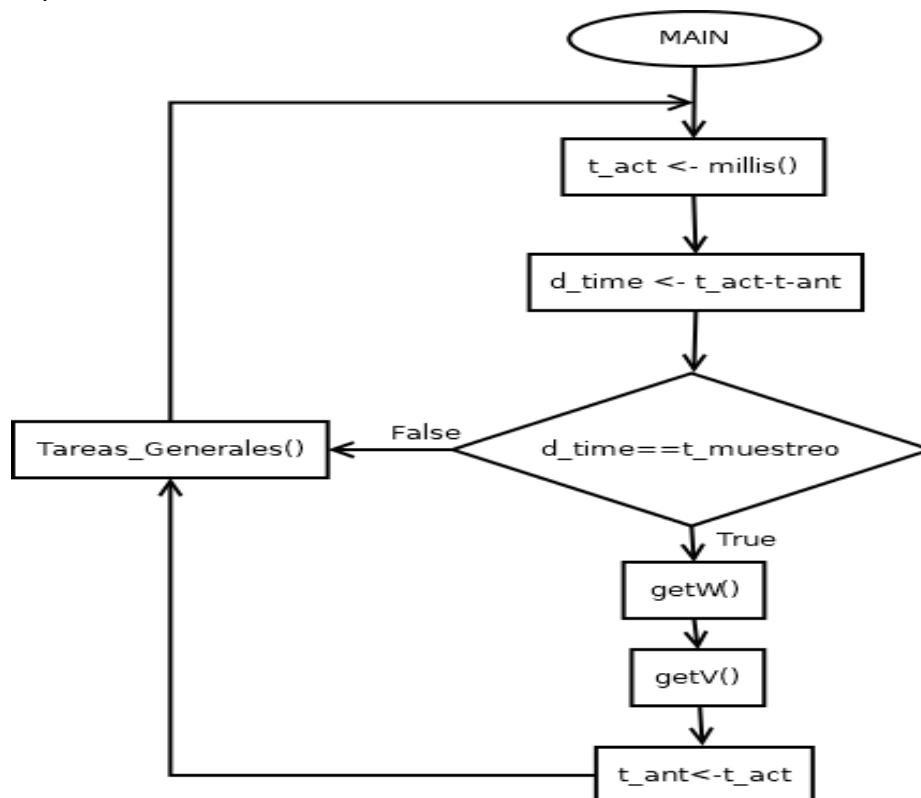 MAIN
t_act <- millis()
d_time <- t_act-t-ant
d_time==t_muestreo
False
Tareas_Generales()
True
getW()
getV()
t_ant<-t_act